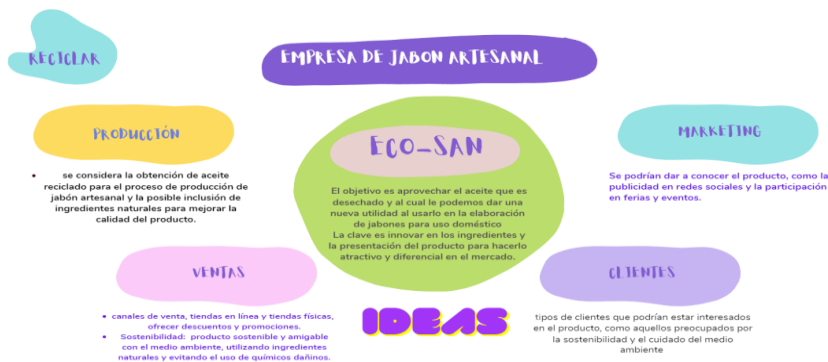 RECICLAR
EMPRESA DE JABON ARTESANAL
PRODUCCIÓN
• se considera la obtención de aceite
reciclado para el proceso de producción de
jabón artesanal y la posible inclusión de
ingredientes naturales para mejorar la
calidad del producto.
ECO-SAN
El objetivo es aprovechar el aceite que es
desechado y al cual le podemos dar una
nueva utilidad al usarlo en la elaboración
de jabones para uso doméstico
La clave es innovar en los ingredientes y
la presentación del producto para hacerlo
atractivo y diferencial en el mercado.
MARKETING
Se podrían dar a conocer el producto, como la
publicidad en redes sociales y la participación
en ferias y eventos.
VENTAS
• canales de venta, tiendas en línea y tiendas físicas,
ofrecer descuentos y promociones.
• Sostenibilidad: producto sostenible y amigable
con el medio ambiente, utilizando ingredientes
naturales y evitando el uso de químicos dañinos.
IDEAS
CLIENTES
tipos de clientes que podrían estar interesados
en el producto, como aquellos preocupados por
la sostenibilidad y el cuidado del medio
ambiente